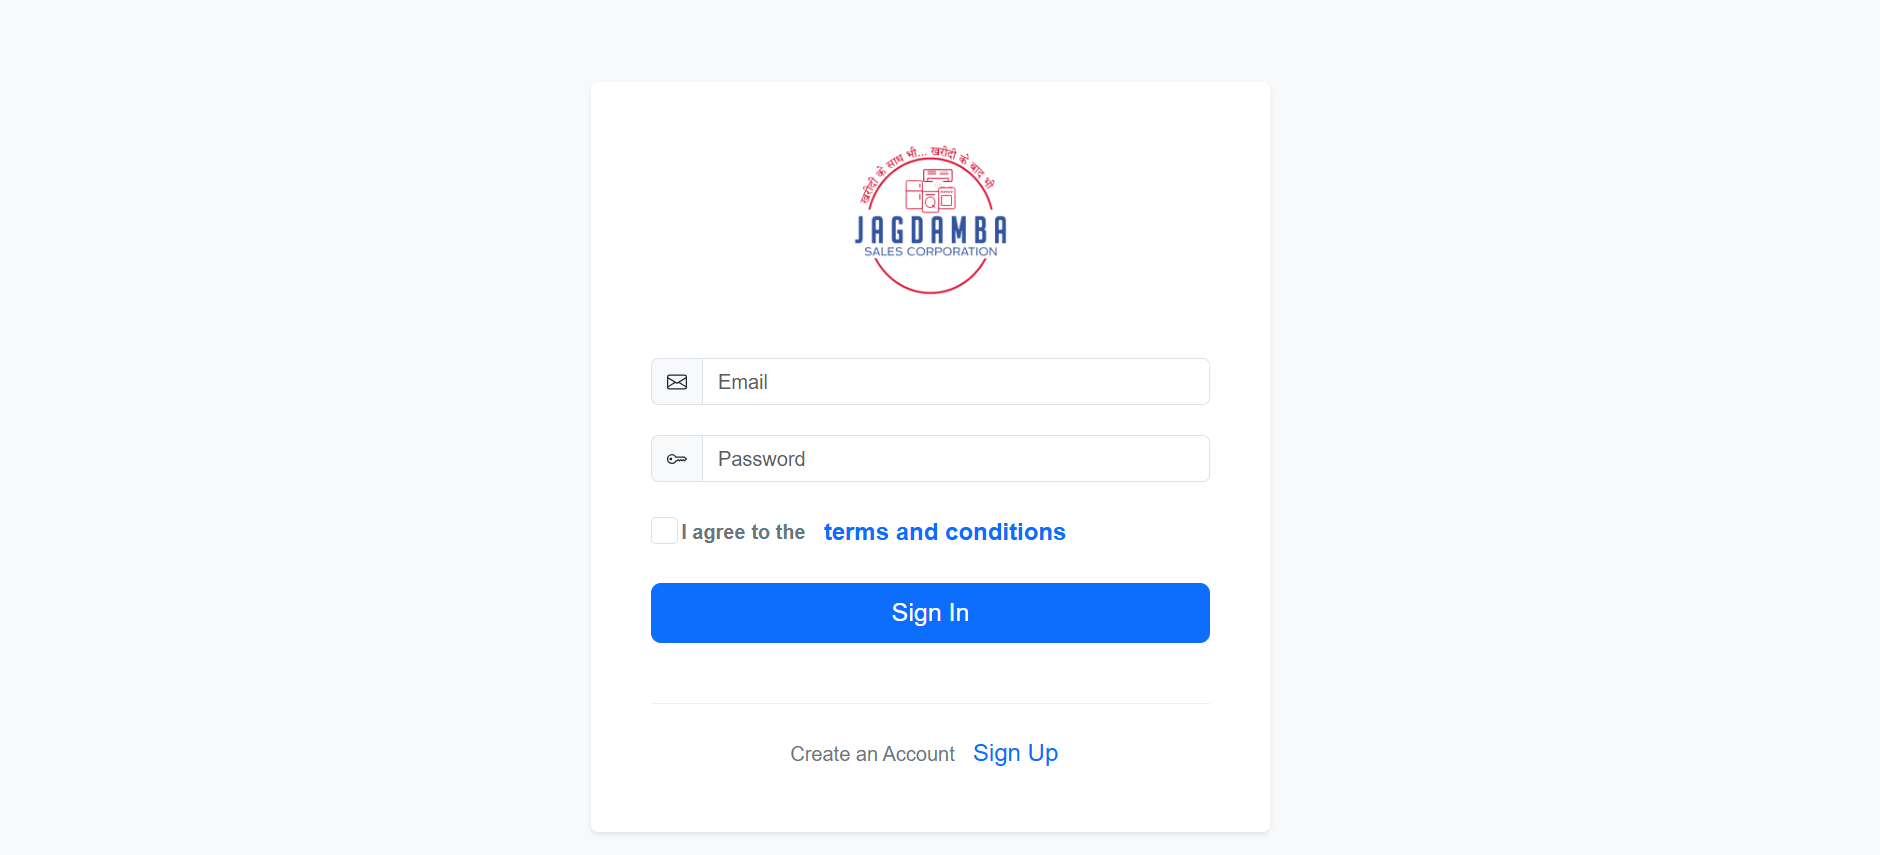 खरीदी के साथ भी... खरीदी के बाद भी
JAGDAMBA
SALES CORPORATION
Email
Password
I agree to the terms and conditions
Sign In
Create an Account Sign Up